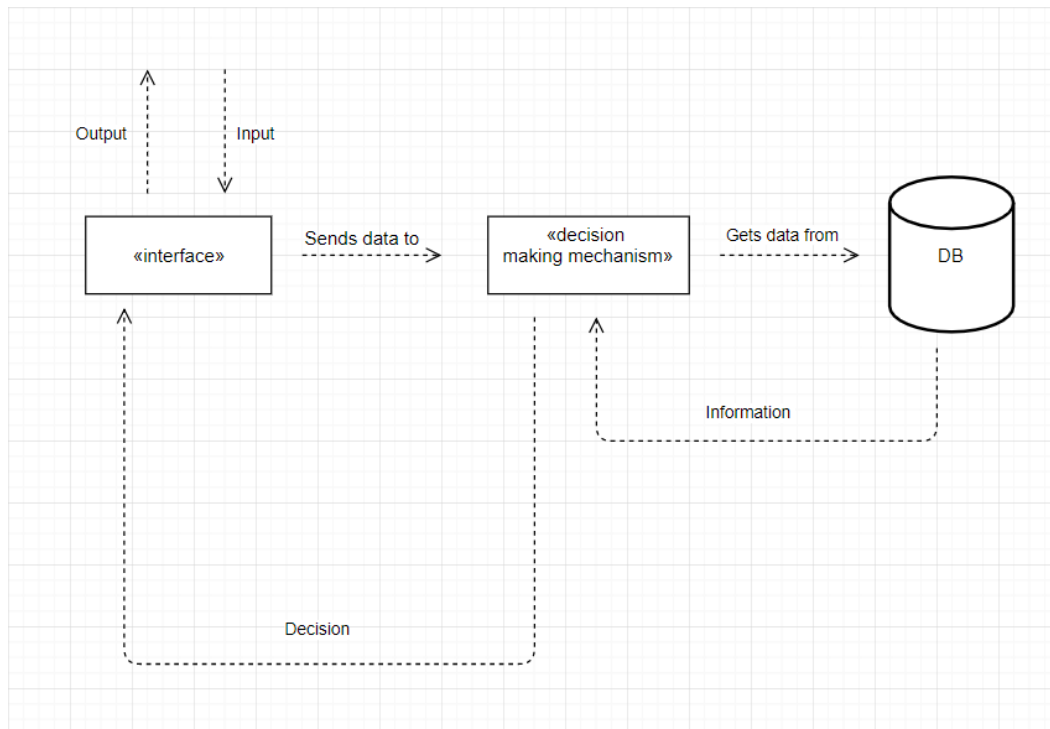 Output
Input
«interface»
Sends data to
«decision
making mechanism»
Gets data from
DB
Information
Decision